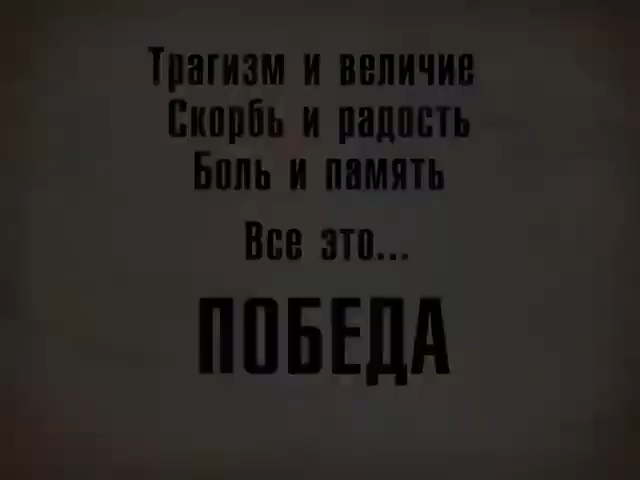 Трагизм и величие
Скорбь и радость
Боль и память
Все это...
ПОБЕДА